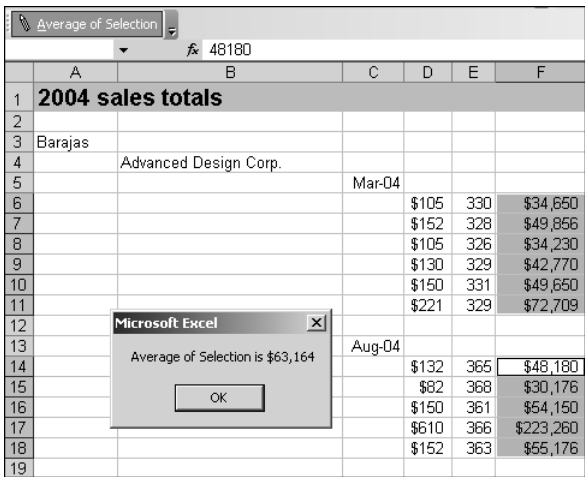 Average of Selection
fx 48180
A B C D E F
1 2004 sales totals
2
3 Barajas
4 Advanced Design Corp.
5 Mar-04
6 $105 330 $34,650
7 $152 328 $49,856
8 $105 326 $34,230
9 $130 329 $42,770
10 $150 331 $49,650
11 $221 329 $72,709
12
Microsoft Excel
13 Aug-04
Average of Selection is $63,164
14 $132 365 $48,180
15 $82 368 $30,176
OK
16 $150 361 $54,150
17 $610 366 $223,260
18 $152 363 $55,176
19